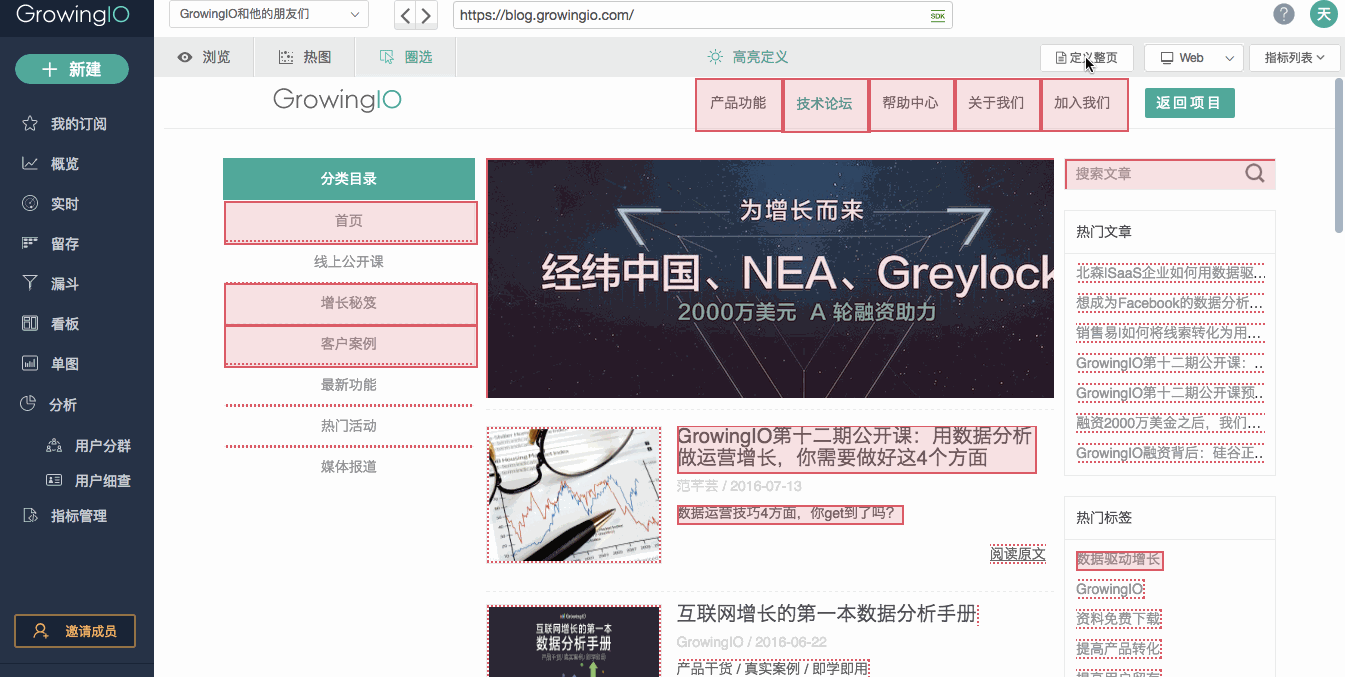 GrowingIO
GrowingIO和他的朋友们
https://blog.growingio.com/
SDK
?
天
新建
我的订阅
概览
实时
留存
漏斗
看板
单图
分析
用户分群
用户细查
指标管理
邀请成员
浏览
热图
圈选
高亮定义
定义整页
Web
指标列表
GrowingIO
产品功能
技术论坛
帮助中心
关于我们
加入我们
返回项目
分类目录
首页
线上公开课
增长秘笈
客户案例
最新功能
热门活动
媒体报道
为增长而来
经纬中国、NEA、Greylock
2000万美元 A 轮融资助力
GrowingIO第十二期公开课：用数据分析
做运营增长，你需要做好这4个方面
范芊芸 / 2016-07-13
数据运营技巧4方面，你get到了吗？
阅读原文
GrowingIO
互联网增长的第一本
数据分析手册
产品干货/真实案例/即学即用
互联网增长的第一本数据分析手册
GrowingIO / 2016-06-22
产品干货 / 真实案例 / 即学即用
搜索文章
热门文章
北森|SaaS企业如何用数据驱...
想成为Facebook的数据分析...
销售易|如何将线索转化为用...
GrowingIO第十二期公开课：...
GrowingIO第十二期公开课预...
融资2000万美金之后，我们...
GrowingIO融资背后：硅谷正...
热门标签
数据驱动增长
GrowingIO
资料免费下载
提高产品转化
提高用户留存